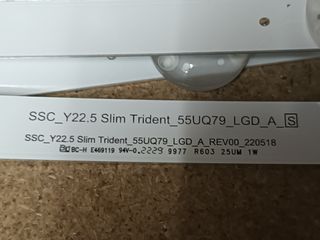 SSC_Y22.5 Slim Trident_55UQ79_LGD_A_S
SSC_Y22.5 Slim Trident_55UQ79_LGD_A_REV00_220518
BC-H E469119 94V-0 2229 9977 R603 25UM 1W